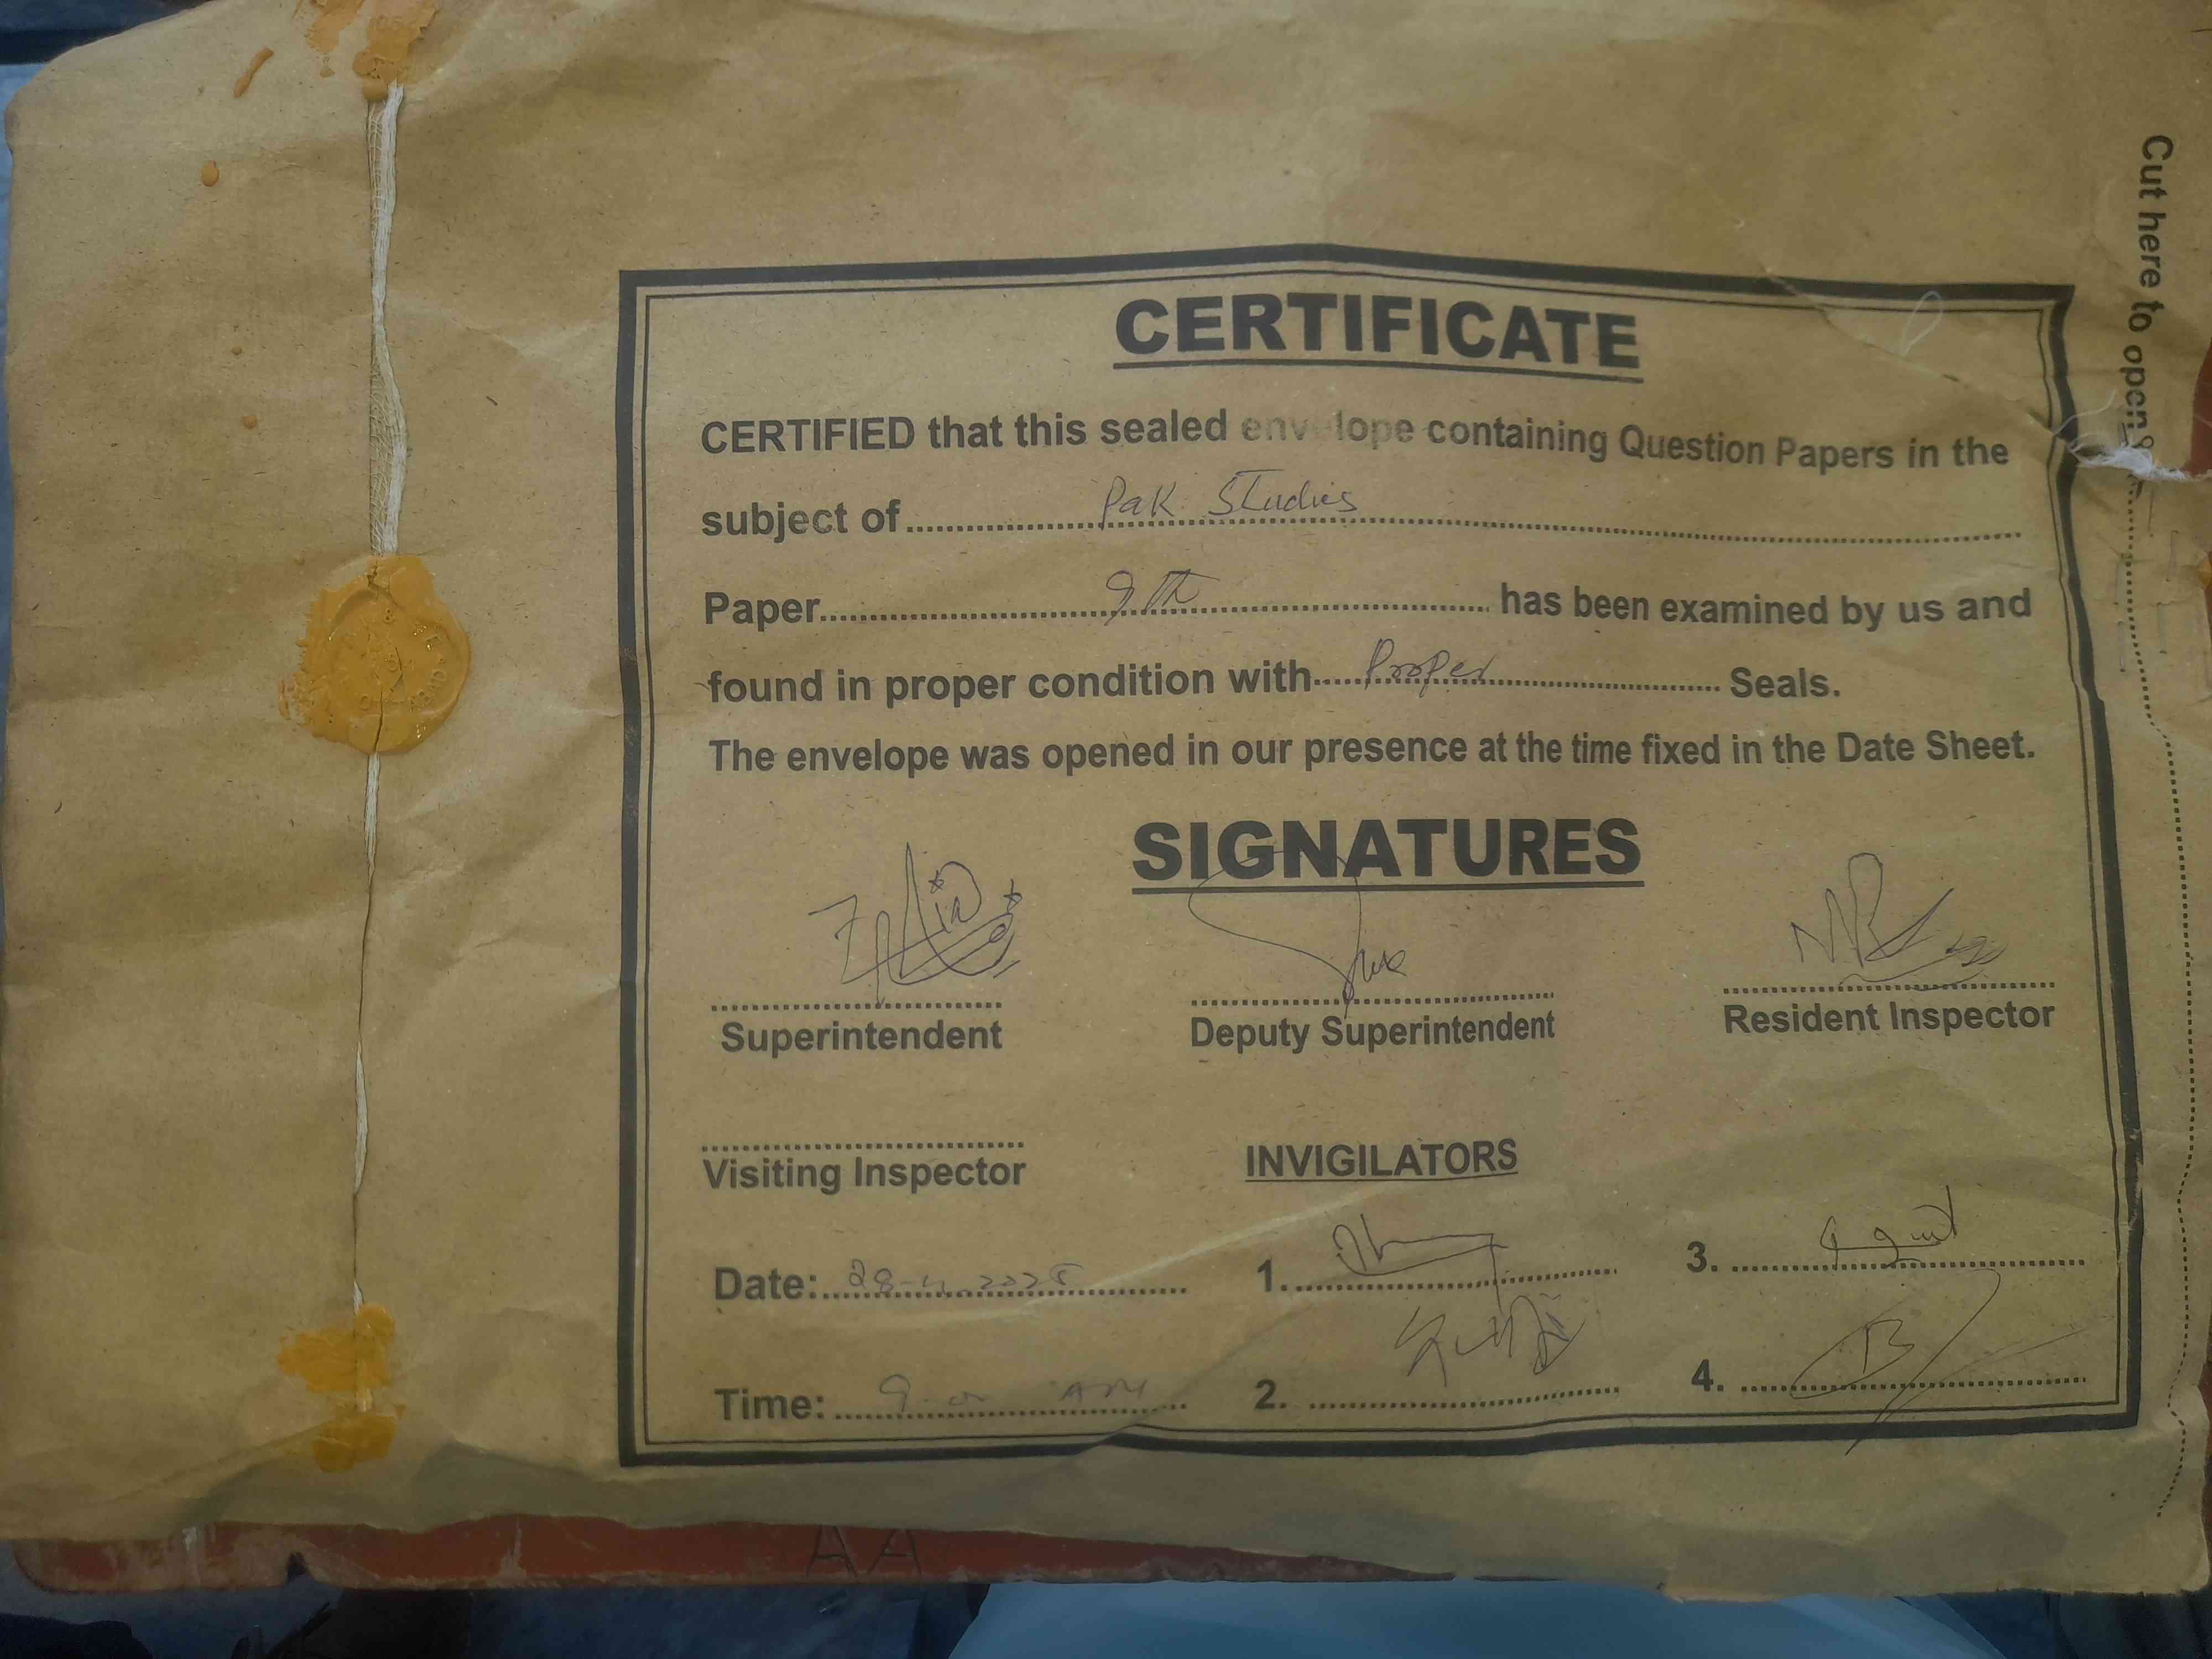 Cut here to open
CERTIFICATE
CERTIFIED that this sealed envelope containing Question Papers in the
subject of Pak Studies
Paper 9th has been examined by us and
found in proper condition with Proper Seals.
The envelope was opened in our presence at the time fixed in the Date Sheet.
SIGNATURES
Superintendent Deputy Superintendent Resident Inspector
Visiting Inspector INVIGILATORS
Date: 1. 3.
Time: AM 2. 4.
AA